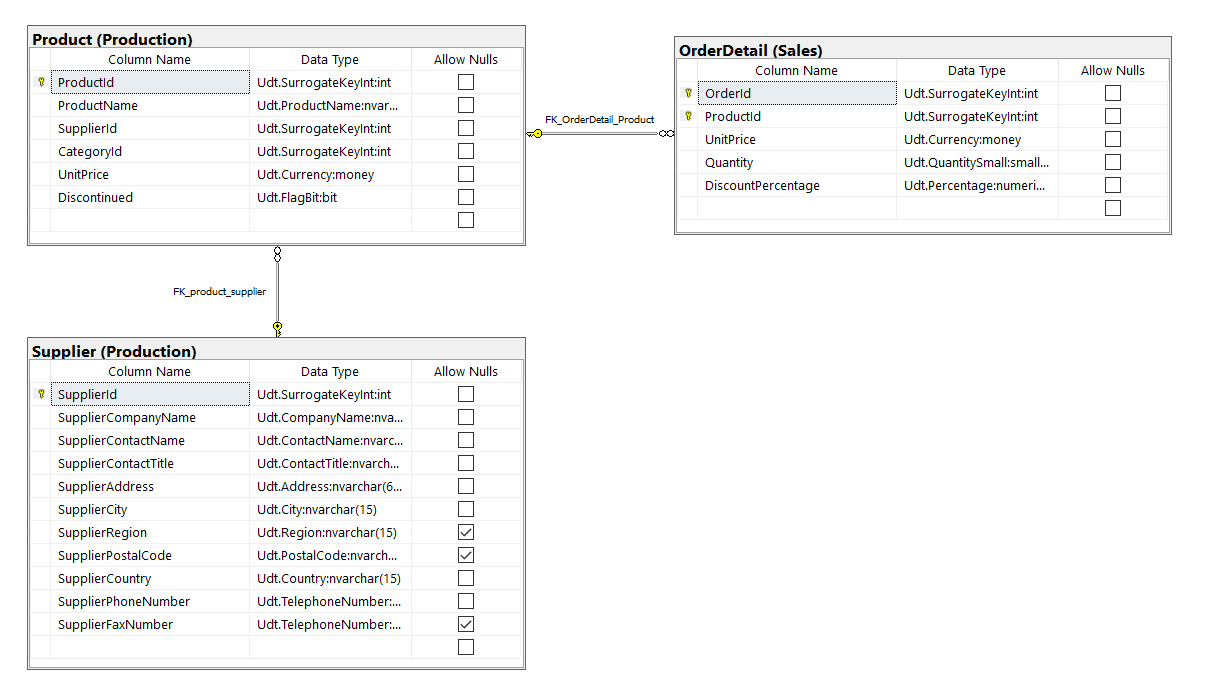 Product (Production)
Column Name Data Type Allow Nulls
ProductId Udt.SurrogateKeyInt:int
ProductName Udt.ProductName:nvar...
SupplierId Udt.SurrogateKeyInt:int
CategoryId Udt.SurrogateKeyInt:int
UnitPrice Udt.Currency:money
Discontinued Udt.FlagBit:bit
FK_OrderDetail_Product
OrderDetail (Sales)
Column Name Data Type Allow Nulls
OrderId Udt.SurrogateKeyInt:int
ProductId Udt.SurrogateKeyInt:int
UnitPrice Udt.Currency:money
Quantity Udt.QuantitySmall:small...
DiscountPercentage Udt.Percentage:numeri...
FK_product_supplier
Supplier (Production)
Column Name Data Type Allow Nulls
SupplierId Udt.SurrogateKeyInt:int
SupplierCompanyName Udt.CompanyName:nva...
SupplierContactName Udt.ContactName:nvarc...
SupplierContactTitle Udt.ContactTitle:nvarch...
SupplierAddress Udt.Address:nvarchar(6...
SupplierCity Udt.City:nvarchar(15)
SupplierRegion Udt.Region:nvarchar(15)
SupplierPostalCode Udt.PostalCode:nvarch...
SupplierCountry Udt.Country:nvarchar(15)
SupplierPhoneNumber Udt.TelephoneNumber:...
SupplierFaxNumber Udt.TelephoneNumber:...